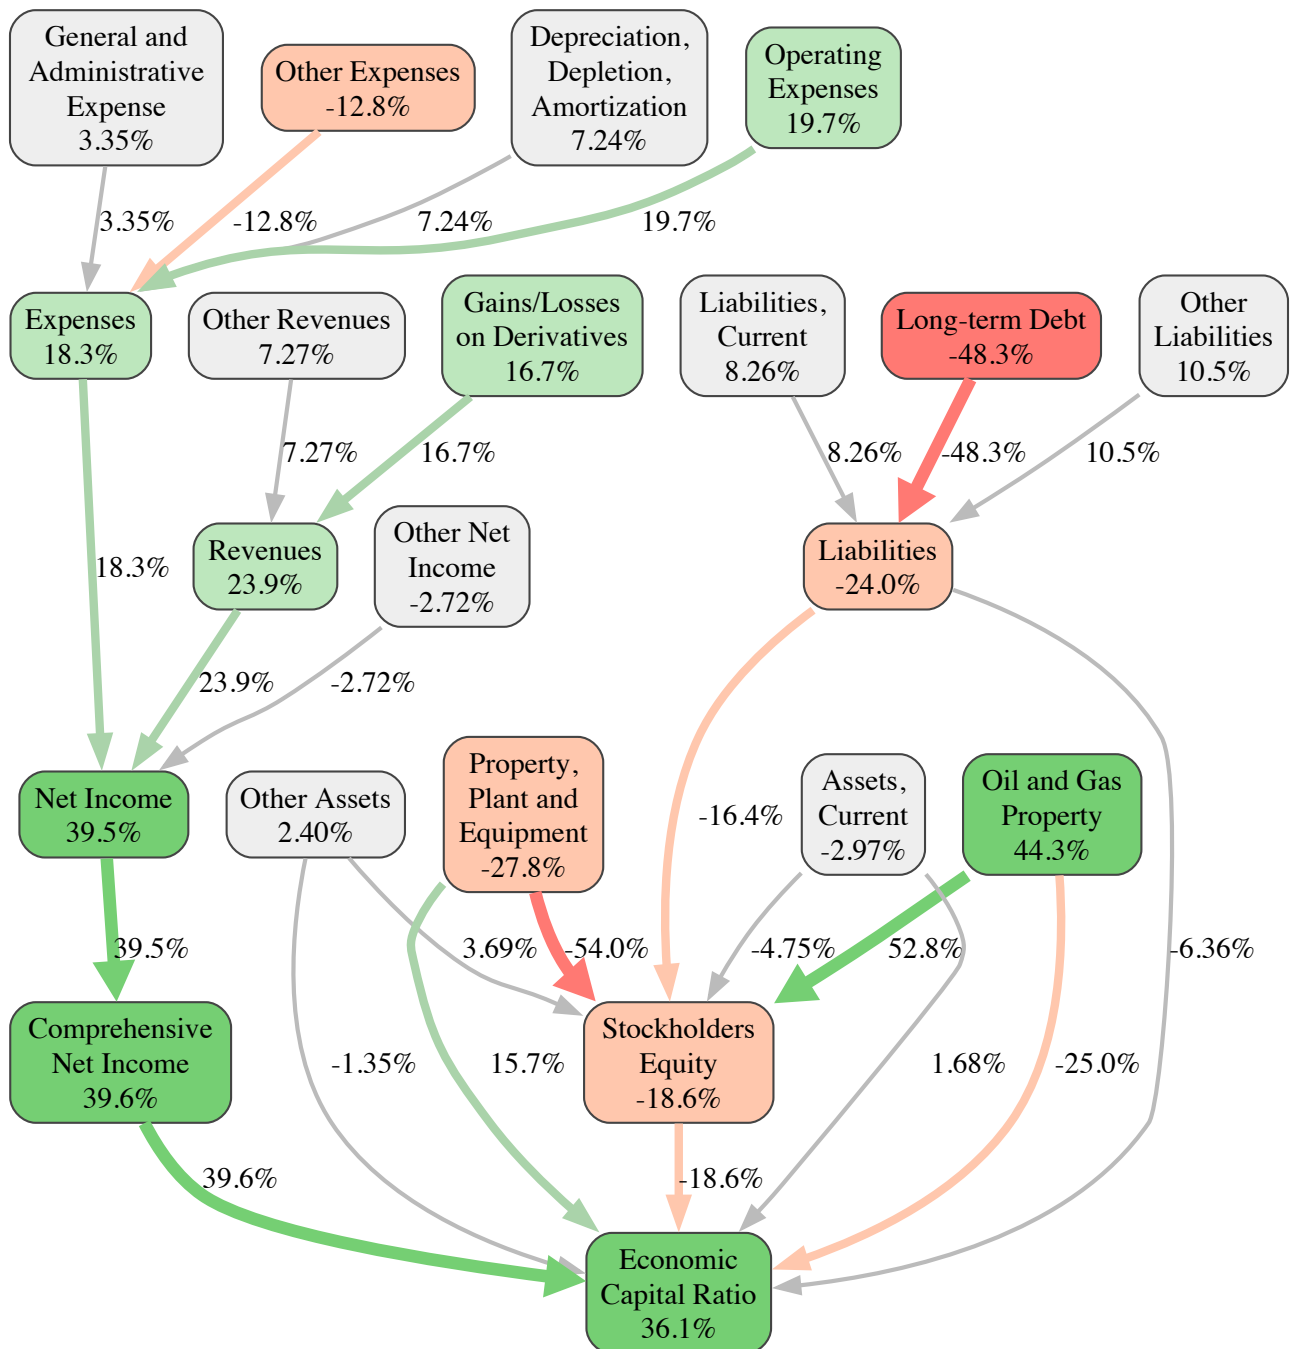 General and
Administrative
Expense
3.35%
Other Expenses
-12.8%
Depreciation,
Depletion,
Amortization
7.24%
Operating
Expenses
19.7%
3.35%
-12.8%
7.24%
19.7%
Expenses
18.3%
Other Revenues
7.27%
Gains/Losses
on Derivatives
16.7%
Liabilities,
Current
8.26%
Long-term Debt
-48.3%
Other
Liabilities
10.5%
7.27%
16.7%
8.26%
-48.3%
10.5%
18.3%
Revenues
23.9%
Other Net
Income
-2.72%
Liabilities
-24.0%
23.9%
-2.72%
Net Income
39.5%
Other Assets
2.40%
Property,
Plant and
Equipment
-27.8%
-16.4%
Assets,
Current
-2.97%
Oil and Gas
Property
44.3%
39.5%
3.69%
-54.0%
-4.75%
52.8%
-6.36%
Comprehensive
Net Income
39.6%
-1.35%
15.7%
Stockholders
Equity
-18.6%
1.68%
-25.0%
39.6%
-18.6%
Economic
Capital Ratio
36.1%